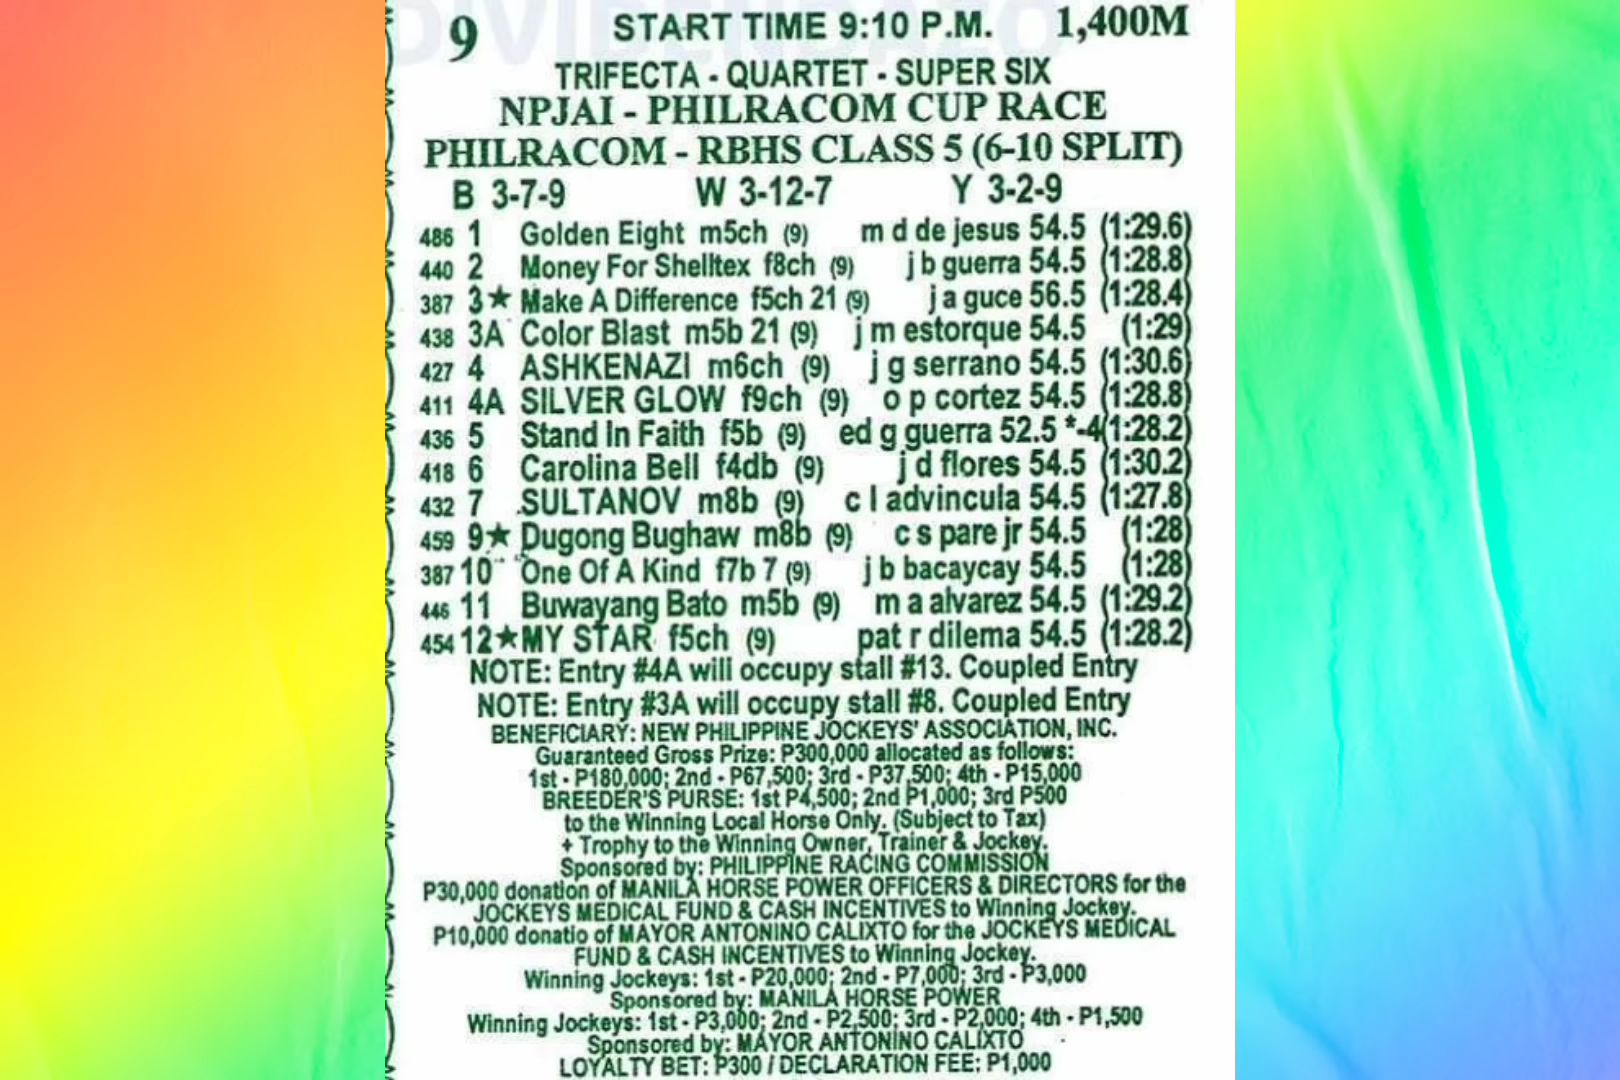 9 START TIME 9:10 P.M. 1,400M
TRIFECTA - QUARTET - SUPER SIX
NPJAI - PHILRACOM CUP RACE
PHILRACOM - RBHS CLASS 5 (6-10 SPLIT)
B 3-7-9 W 3-12-7 Y 3-2-9
486 1 Golden Eight m5ch (9) m d de jesus 54.5 (1:29.6)
440 2 Money For Shelltex f8ch (9) j b guerra 54.5 (1:28.8)
387 3★ Make A Difference f5ch 21 (9) j a guce 56.5 (1:28.4)
438 3A Color Blast m5b 21 (9) j m estorque 54.5 (1:29)
427 4 ASHKENAZI m6ch (9) j g serrano 54.5 (1:30.6)
411 4A SILVER GLOW f9ch (9) o p cortez 54.5 (1:28.8)
436 5 Stand In Faith f5b (9) ed g guerra 52.5 *-4(1:28.2)
418 6 Carolina Bell f4db (9) j d flores 54.5 (1:30.2)
432 7 SULTANOV m8b (9) c l advincula 54.5 (1:27.8)
459 9★ Dugong Bughaw m8b (9) c s pare jr 54.5 (1:28)
387 10 One Of A Kind f7b 7 (9) j b bacaycay 54.5 (1:28)
446 11 Buwayang Bato m5b (9) m a alvarez 54.5 (1:29.2)
454 12★MY STAR f5ch (9) pat r dilema 54.5 (1:28.2)
NOTE: Entry #4A will occupy stall #13. Coupled Entry
NOTE: Entry #3A will occupy stall #8. Coupled Entry
BENEFICIARY: NEW PHILIPPINE JOCKEYS' ASSOCIATION, INC.
Guaranteed Gross Prize: P300,000 allocated as follows:
1st - P180,000; 2nd - P67,500; 3rd - P37,500; 4th - P15,000
BREEDER'S PURSE: 1st P4,500; 2nd P1,000; 3rd P500
to the Winning Local Horse Only. (Subject to Tax)
+ Trophy to the Winning Owner, Trainer & Jockey.
Sponsored by: PHILIPPINE RACING COMMISSION
P30,000 donation of MANILA HORSE POWER OFFICERS & DIRECTORS for the
JOCKEYS MEDICAL FUND & CASH INCENTIVES to Winning Jockey.
P10,000 donatio of MAYOR ANTONINO CALIXTO for the JOCKEYS MEDICAL
FUND & CASH INCENTIVES to Winning Jockey.
Winning Jockeys: 1st - P20,000; 2nd - P7,000; 3rd - P3,000
Sponsored by: MANILA HORSE POWER
Winning Jockeys: 1st - P3,000; 2nd - P2,500; 3rd - P2,000; 4th - P1,500
Sponsored by: MAYOR ANTONINO CALIXTO
LOYALTY BET: P300 / DECLARATION FEE: P1,000